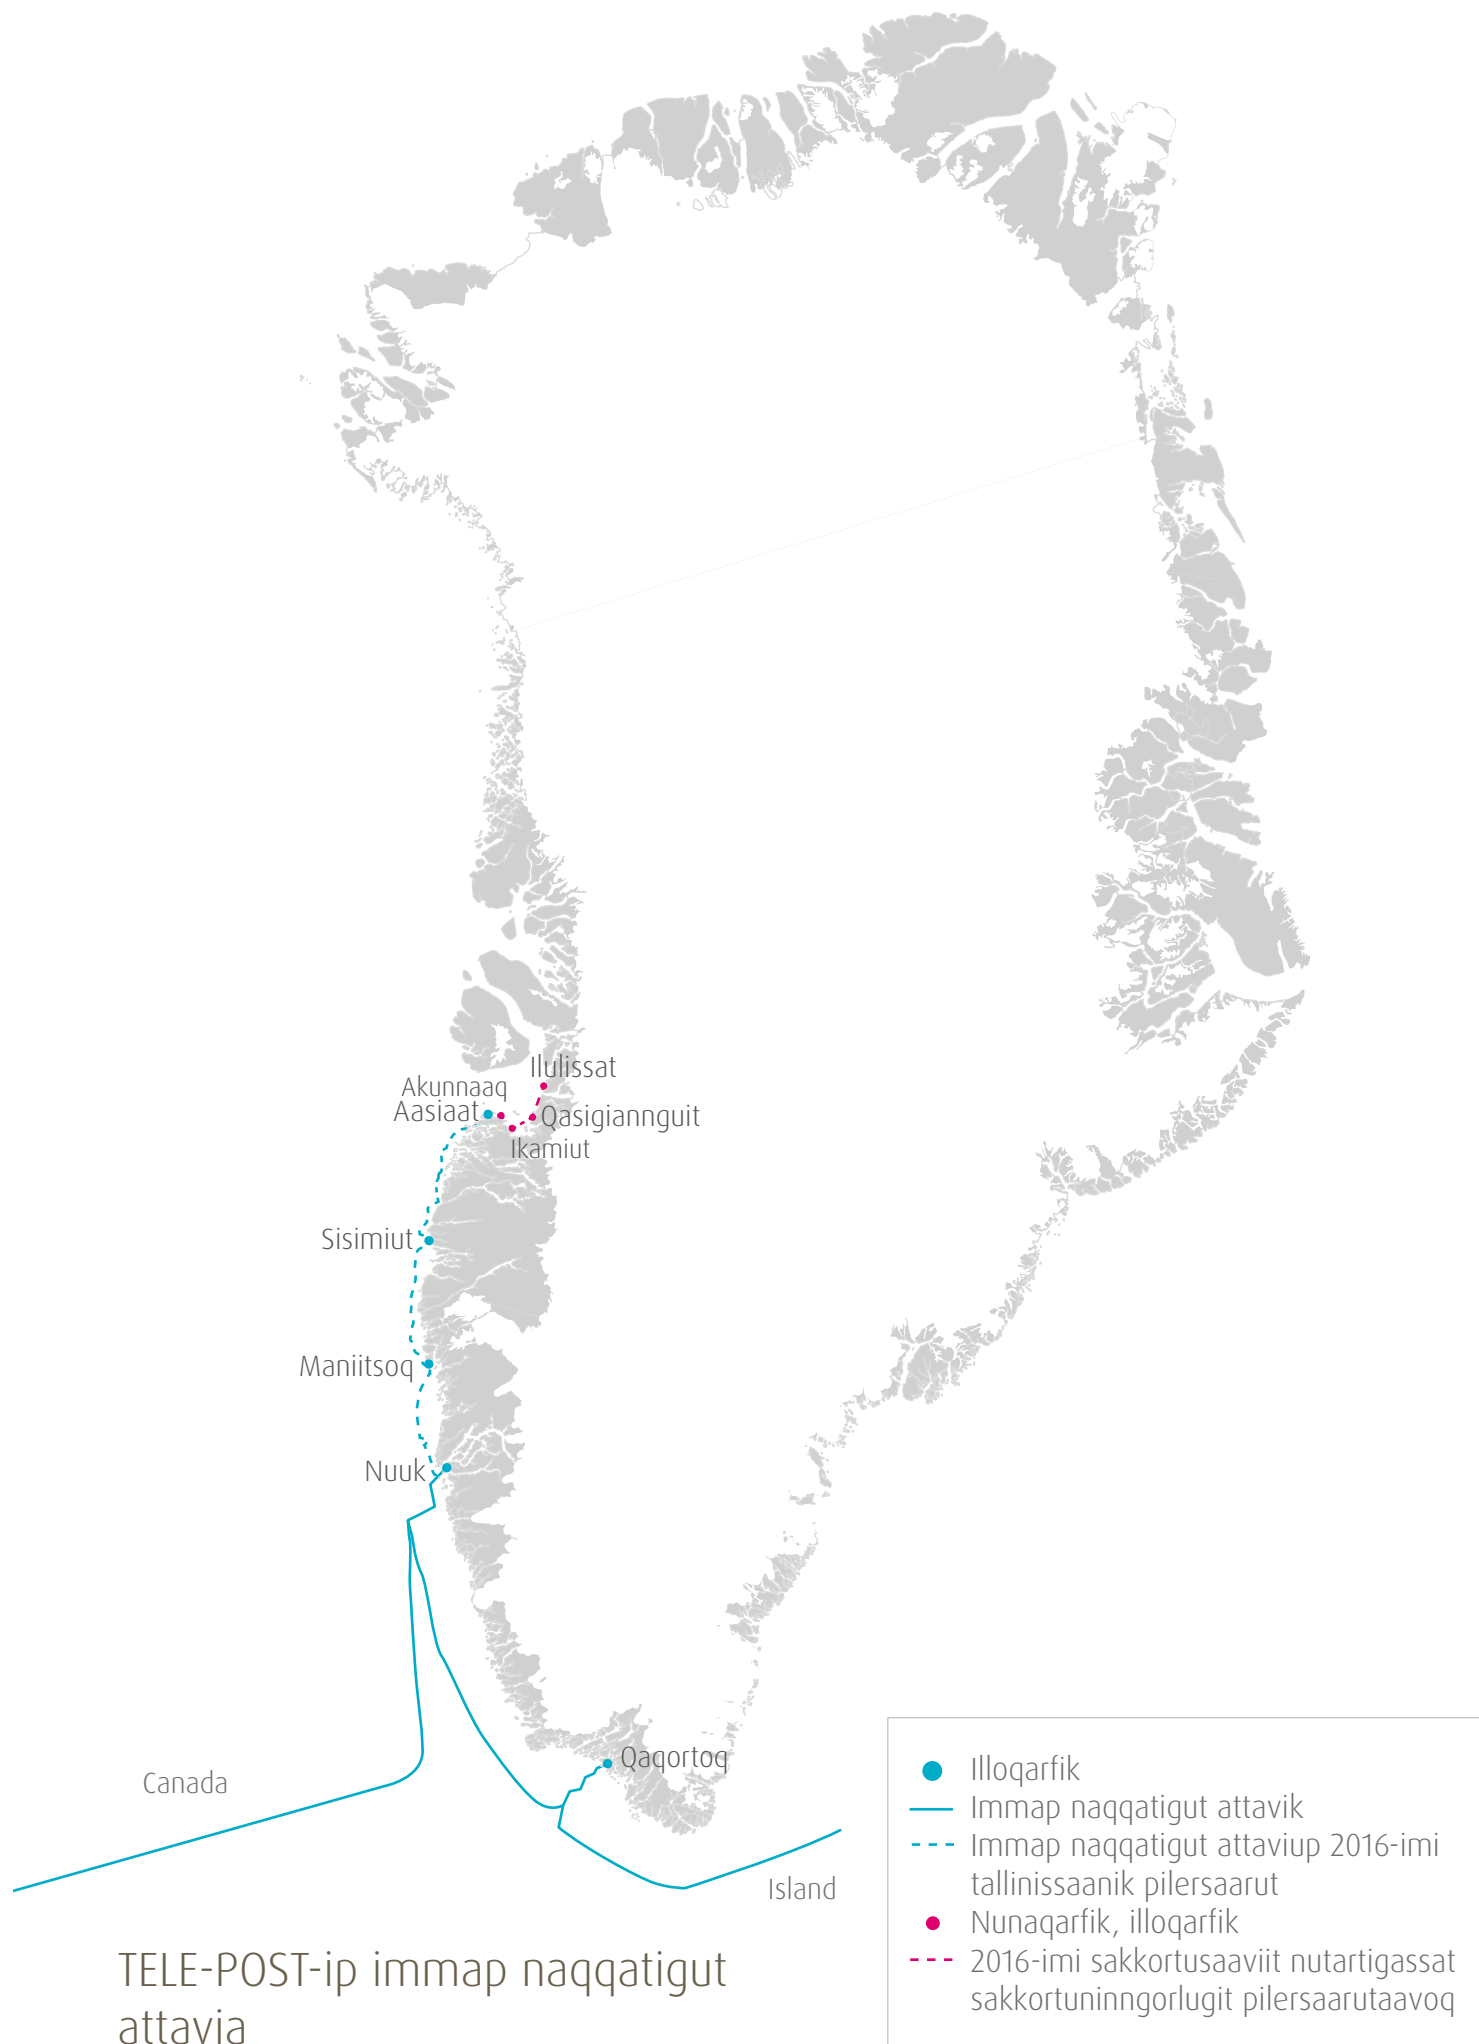 Ilulissat
Akunnaaq
Aasiaat
Qasigiannguit
Ikamiut
Sisimiut
Maniitsoq
Nuuk
Qaqortoq
Canada
Island
Illoqarfik
Immap naqqatigut attavik
Immap naqqatigut attaviup 2016-imi
tallinissaanik pilersaarut
Nunaqarfik, illoqarfik
2016-imi sakkortusaaviit nutartigassat
sakkortuninngorlugit pilersaarutaavoq
TELE-POST-ip immap naqqatigut
attavia